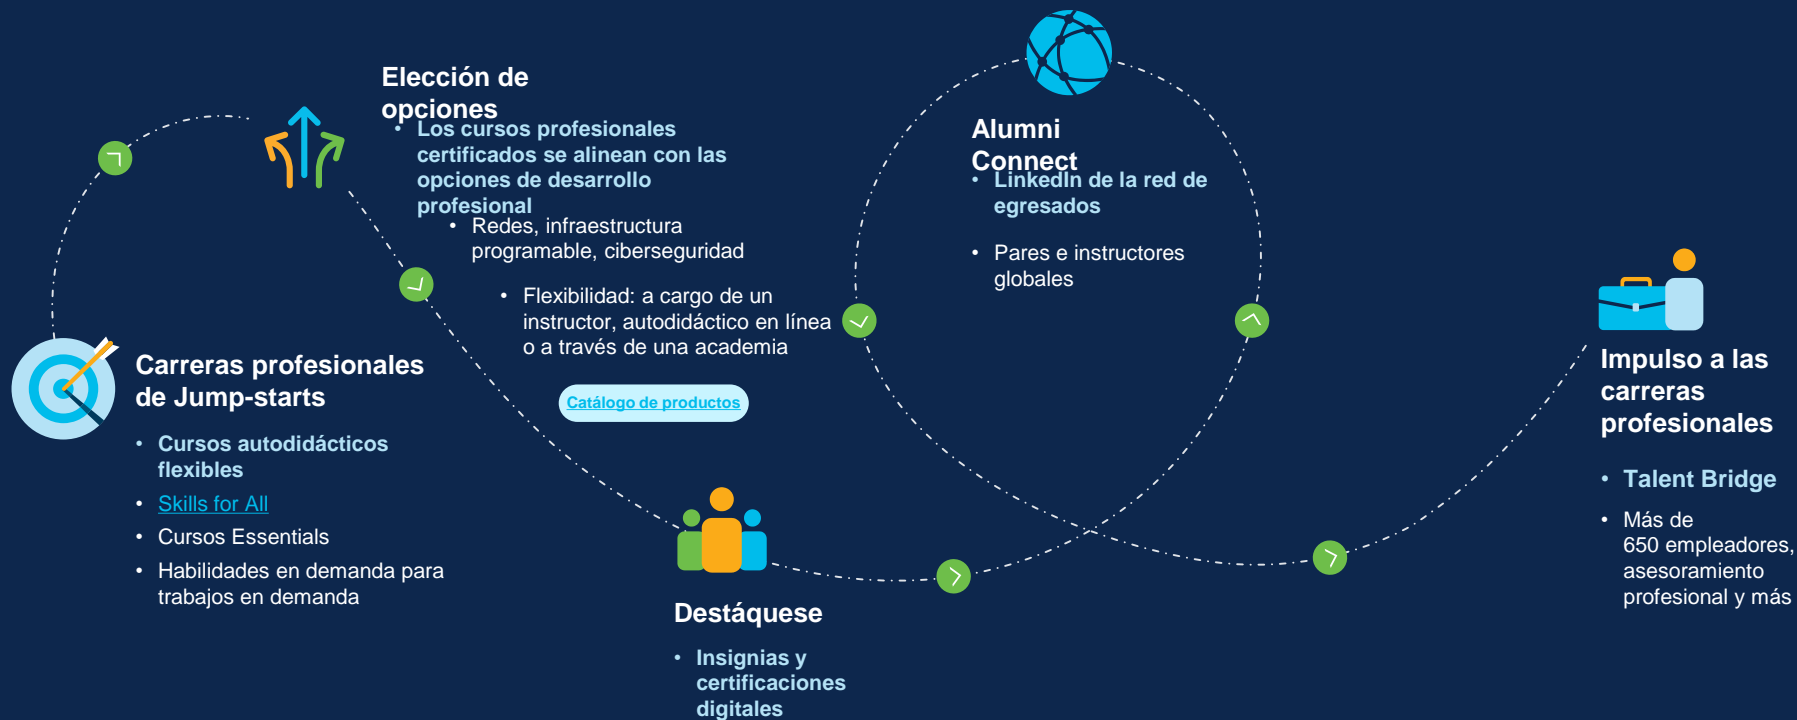 Carreras profesionales
de Jump-starts
• Cursos autodidácticos
flexibles
• Skills for All
• Cursos Essentials
• Habilidades en demanda para
trabajos en demanda
Elección de
opciones
• Los cursos profesionales
certificados se alinean con las
opciones de desarrollo
profesional
• Redes, infraestructura
programable, ciberseguridad
• Flexibilidad: a cargo de un
instructor, autodidáctico en línea
o a través de una academia
Catálogo de productos
Destáquese
• Insignias y
certificaciones
digitales
Alumni
Connect
• LinkedIn de la red de
egresados
• Pares e instructores
globales
Impulso a las
carreras
profesionales
• Talent Bridge
• Más de
650 empleadores,
asesoramiento
profesional y más